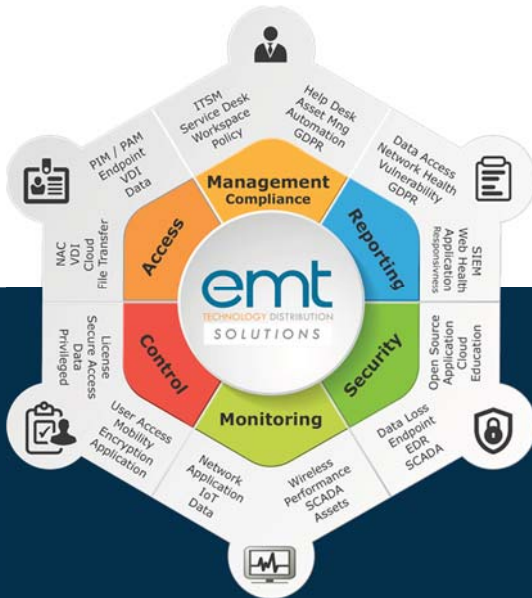 ITSM
Service Desk
Workspace
Policy
Help Desk
Asset Mng
Automation
GDPR
Management
Compliance
PIM / PAM
Endpoint
VDI
Data
Access
NAC
VDI
Cloud
File Transfer
Data Access
Network Health
Vulnerability
GDPR
Reporting
SIEM
Web Health
Application
Responsivness
emt
TECHNOLOGY DISTRIBUTION
SOLUTIONS
License
Secure Access
Data
Privileged
Control
User Access
Mobility
Encryption
Application
Security
Open Source
Application
Cloud
Education
Data Loss
Endpoint
EDR
SCADA
Monitoring
Network
Application
IoT
Data
Wireless
Performance
SCADA
Assets